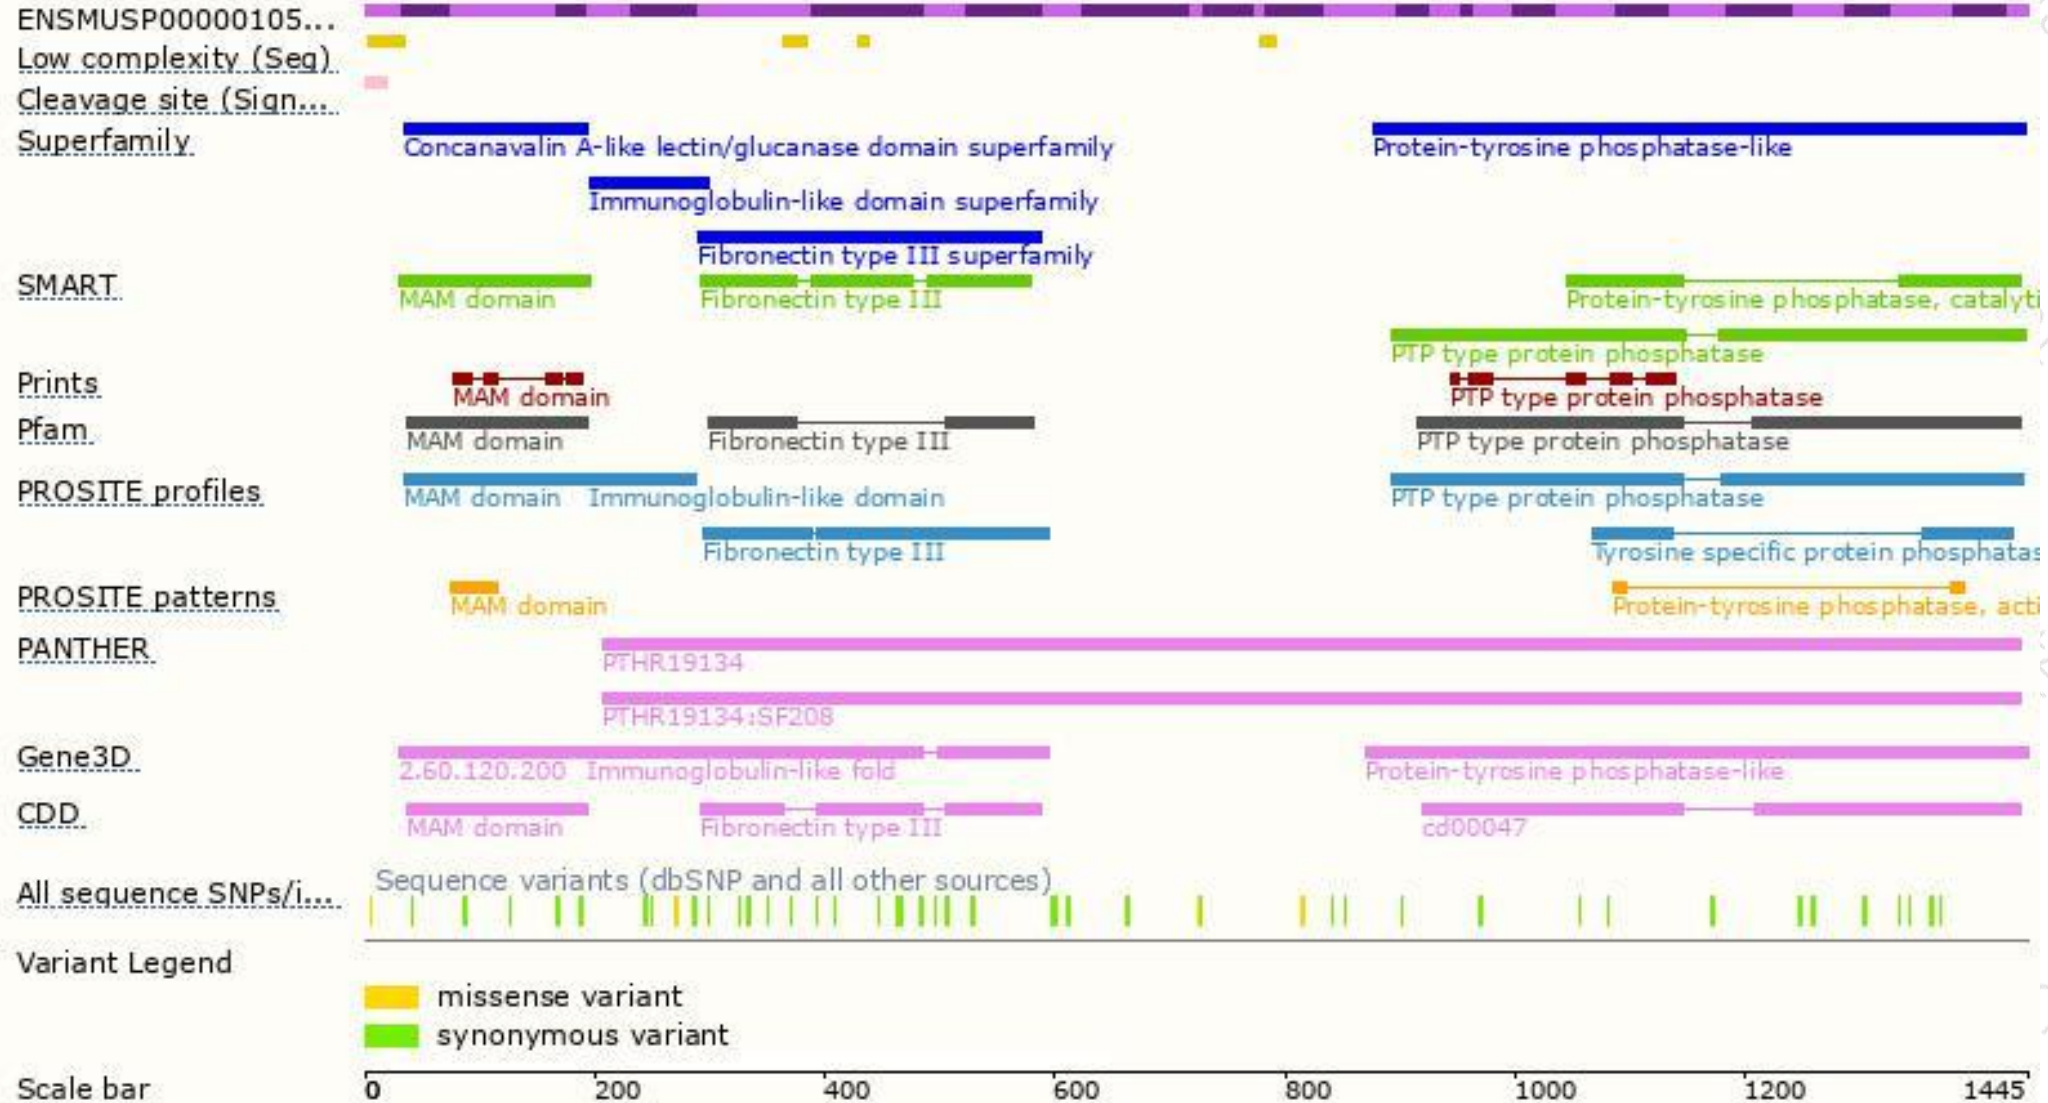 ENSMUSP00000105...
Low complexity (Seg)
Cleavage site (Sign...
Superfamily
Concanavalin A-like lectin/glucanase domain superfamily
Protein-tyrosine phosphatase-like
Immunoglobulin-like domain superfamily
Fibronectin type III superfamily
SMART
MAM domain
Fibronectin type III
Protein-tyrosine phosphatase, catalyti
PTP type protein phosphatase
Prints
MAM domain
PTP type protein phosphatase
Pfam
MAM domain
Fibronectin type III
PTP type protein phosphatase
PROSITE profiles
MAM domain
Immunoglobulin-like domain
PTP type protein phosphatase
Fibronectin type III
Tyrosine specific protein phosphatas
PROSITE patterns
MAM domain
Protein-tyrosine phosphatase, acti
PANTHER
PTHR19134
PTHR19134:SF208
Gene3D
2.60.120.200
Immunoglobulin-like fold
Protein-tyrosine phosphatase-like
CDD
MAM domain
Fibronectin type III
cd00047
Sequence variants (dbSNP and all other sources)
All sequence SNPs/i...
Variant Legend
missense variant
synonymous variant
Scale bar
0 200 400 600 800 1000 1200 1445